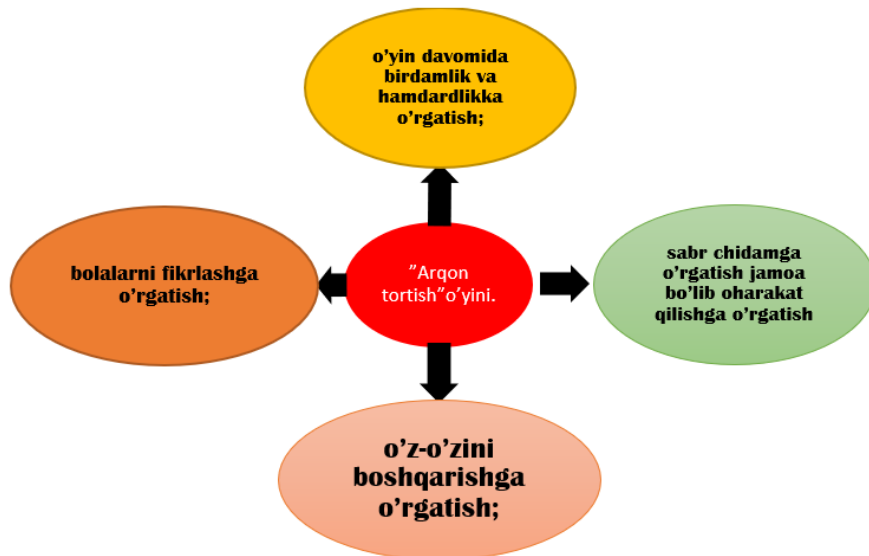 o’yin davomida
birdamlik va
hamdardlikka
o’rgatish;
bolalarni fikrlashga
o’rgatish;
”Arqon
tortish”o’yini.
sabr chidamga
o’rgatish jamoa
bo’lib oharakat
qilishga o’rgatish
o’z-o’zini
boshqarishga
o’rgatish;